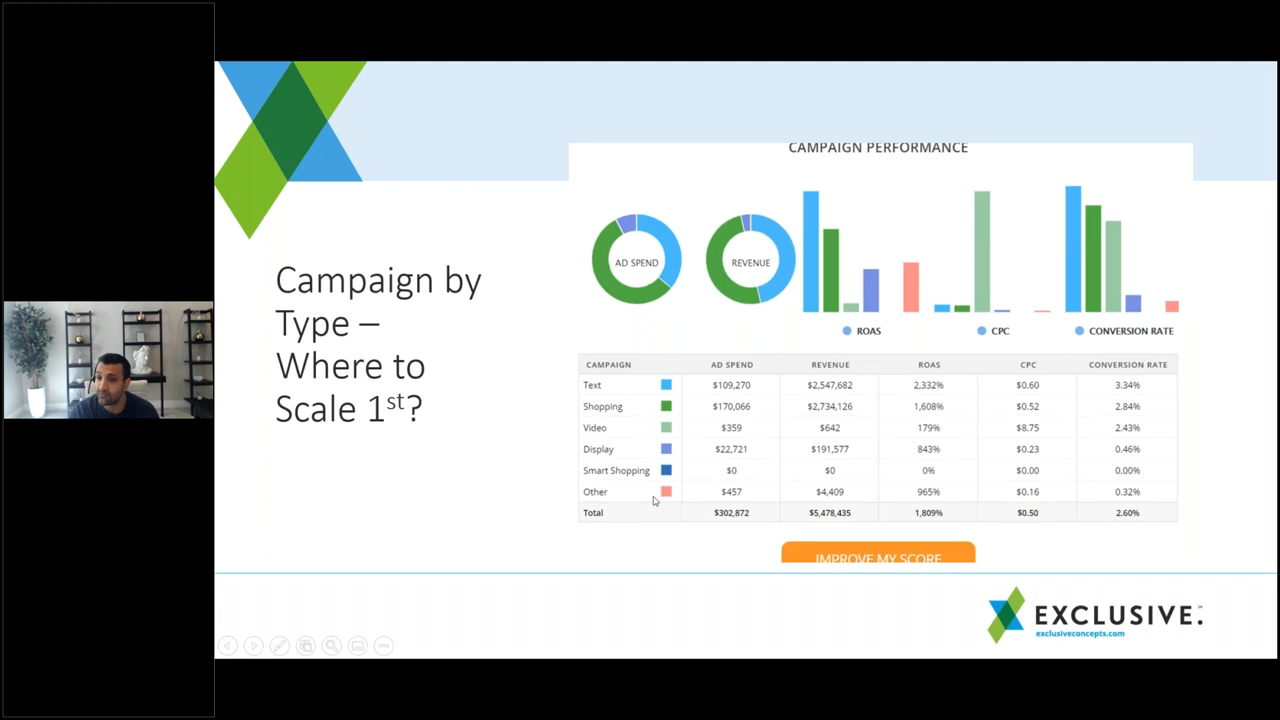 CAMPAIGN PERFORMANCE
AD SPEND
REVENUE
ROAS
CPC
CONVERSION RATE
Campaign by
Type –
Where to
Scale 1st?
CAMPAIGN AD SPEND REVENUE ROAS CPC CONVERSION RATE
Text $109,270 $2,547,682 2,332% $0.60 3.34%
Shopping $170,066 $2,734,126 1,608% $0.52 2.84%
Video $359 $642 179% $8.75 2.43%
Display $22,721 $191,577 843% $0.23 0.46%
Smart Shopping $0 $0 0% $0.00 0.00%
Other $457 $4,409 965% $0.16 0.32%
Total $302,872 $5,478,435 1,809% $0.50 2.60%
IMPROVE MY SCORE
EXCLUSIVE.
exclusiveconcepts.com